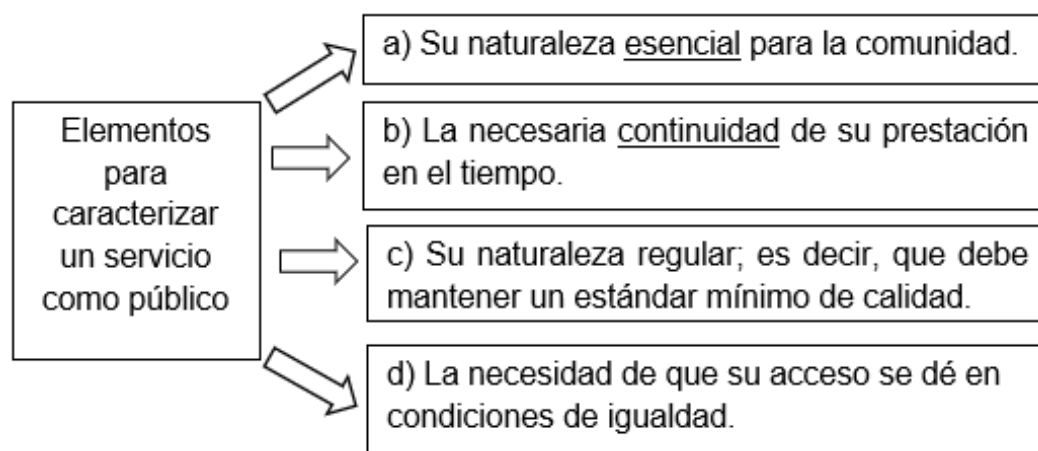 Elementos
para
caracterizar
un servicio
como público
a) Su naturaleza esencial para la comunidad.
b) La necesaria continuidad de su prestación
en el tiempo.
c) Su naturaleza regular; es decir, que debe
mantener un estándar mínimo de calidad.
d) La necesidad de que su acceso se dé en
condiciones de igualdad.